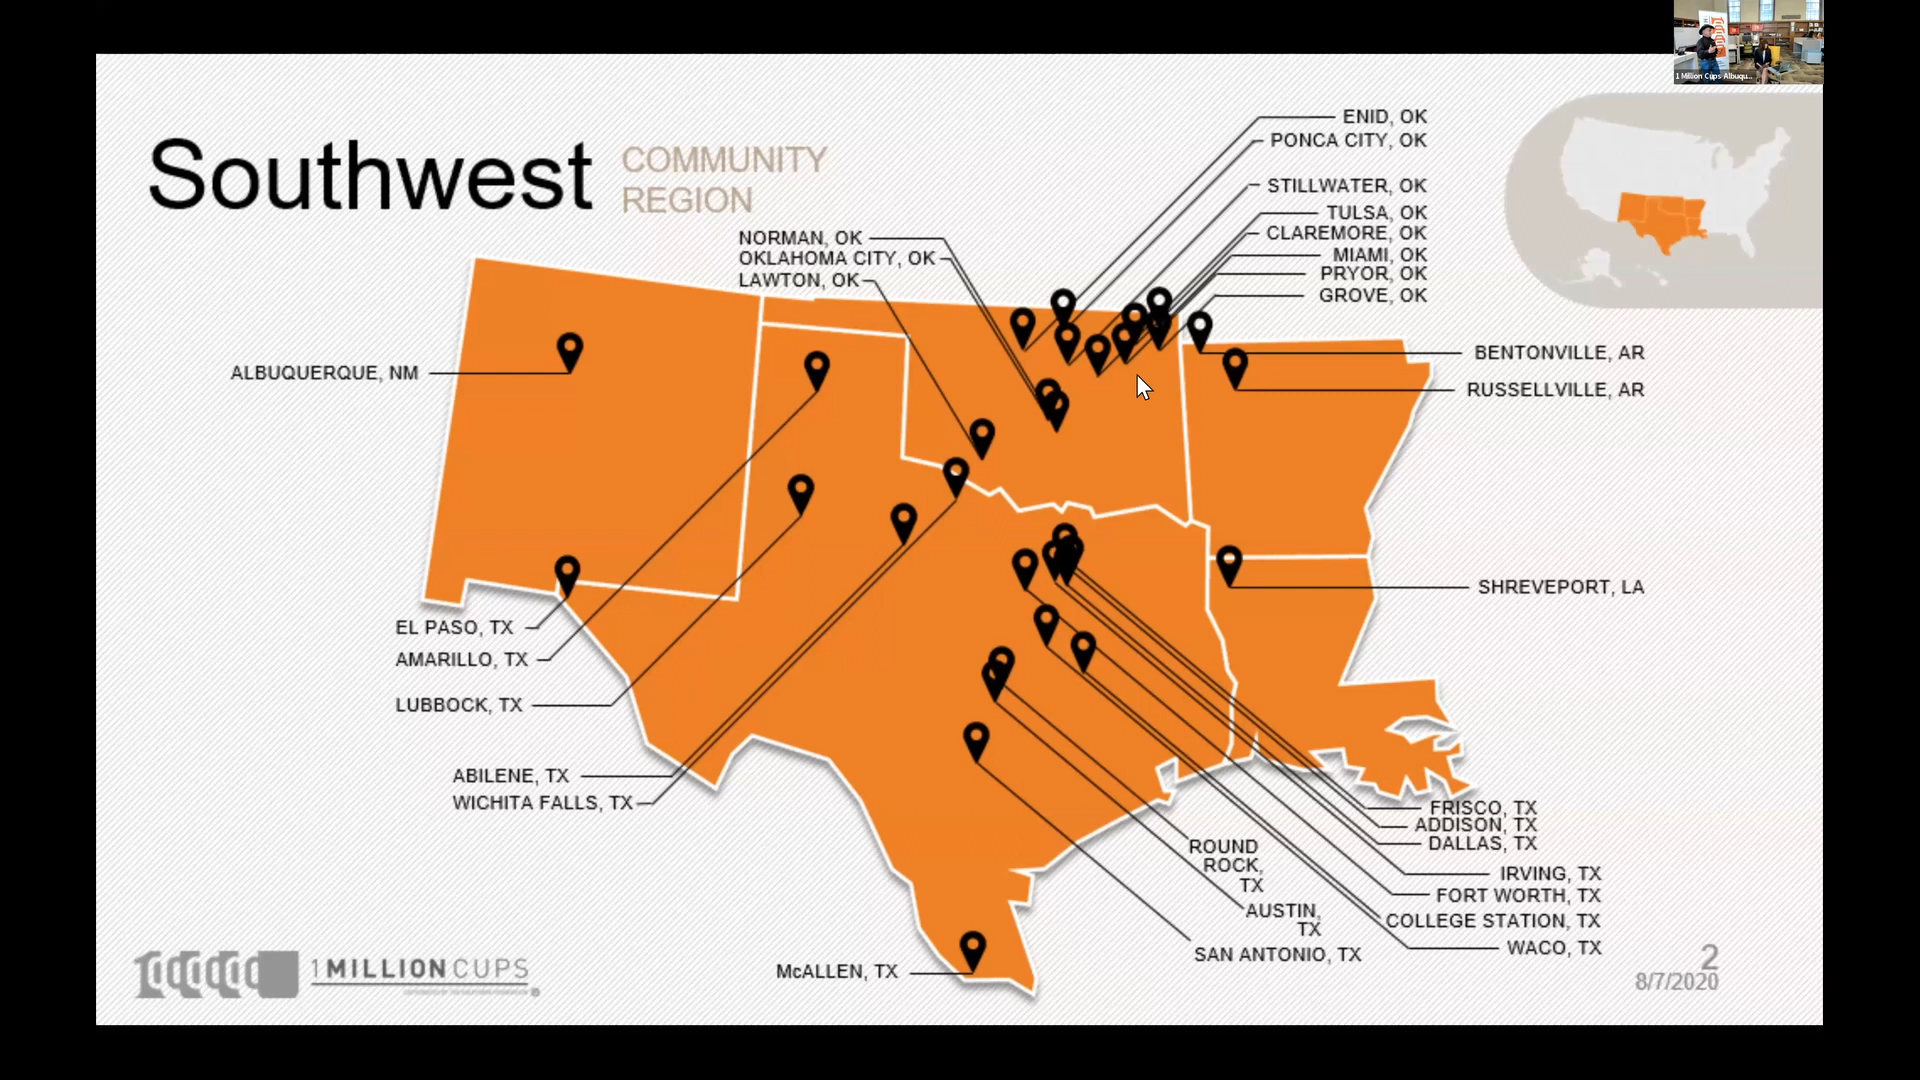 1 Million Cups Albuqu...
Southwest
COMMUNITY
REGION
ENID, OK
PONCA CITY, OK
STILLWATER, OK
TULSA, OK
CLAREMORE, OK
MIAMI, OK
PRYOR, OK
GROVE, OK
NORMAN, OK
OKLAHOMA CITY, OK
LAWTON, OK
BENTONVILLE, AR
ALBUQUERQUE, NM
RUSSELLVILLE, AR
SHREVEPORT, LA
EL PASO, TX
AMARILLO, TX
LUBBOCK, TX
ABILENE, TX
WICHITA FALLS, TX
FRISCO, TX
ADDISON, TX
DALLAS, TX
ROUND
ROCK,
TX
IRVING, TX
FORT WORTH, TX
AUSTIN,
TX
COLLEGE STATION, TX
WACO, TX
SAN ANTONIO, TX
McALLEN, TX
1MILLIONCUPS
2
8/7/2020